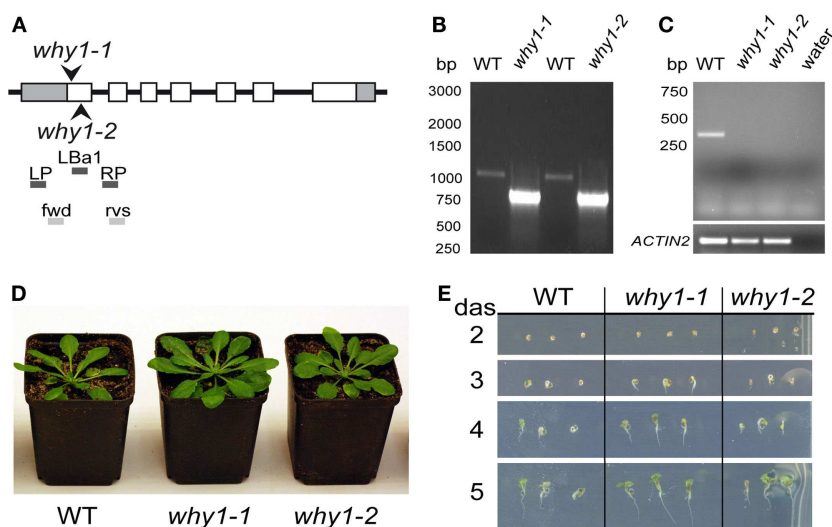 A
why1-1
why1-2
LBa1
LP RP
fwd rvs
B
bp WT why1-1 WT why1-2
3000
2000
1500
1000
750
500
250
C
bp WT why1-1 why1-2 water
750
500
250
ACTIN2
D
WT why1-1 why1-2
E
das WT why1-1 why1-2
2
3
4
5